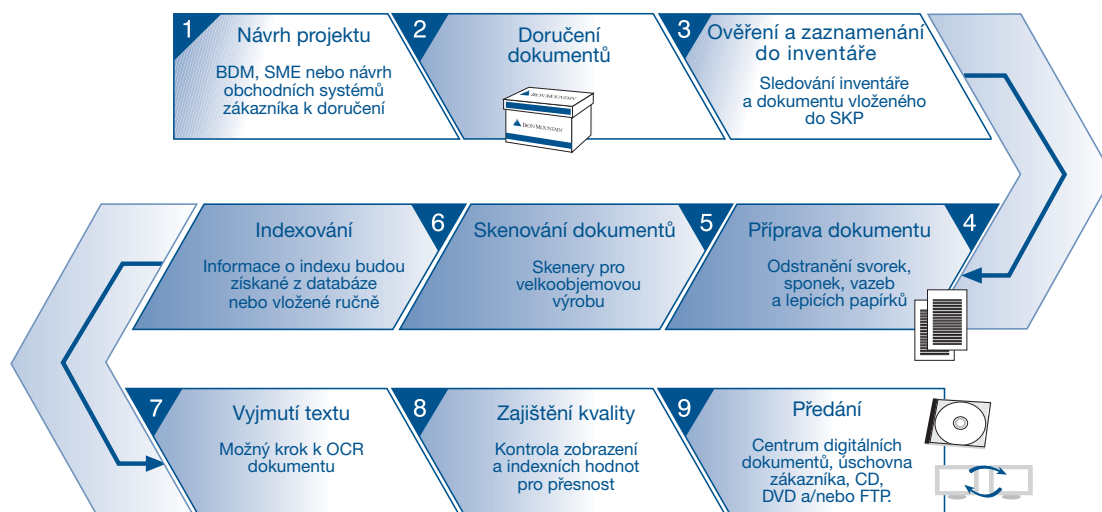 1
Návrh projektu
BDM, SME nebo návrh
obchodních systémů
zákazníka k doručení
2
Doručení
dokumentů
IRON MOUNTAIN
IRON MOUNTAIN
3
Ověření a zaznamenání
do inventáře
Sledování inventáře
a dokumentu vloženého
do SKP
4
Příprava dokumentu
Odstranění svorek,
sponek, vazeb
a lepicích papírků
5
Skenování dokumentů
Skenery pro
velkoobjemovou
výrobu
6
Indexování
Informace o indexu budou
získané z databáze
nebo vložené ručně
7
Vyjmutí textu
Možný krok k OCR
dokumentu
8
Zajištění kvality
Kontrola zobrazení
a indexních hodnot
pro přesnost
9
Předání
Centrum digitálních
dokumentů, úschovna
zákazníka, CD,
DVD a/nebo FTP.